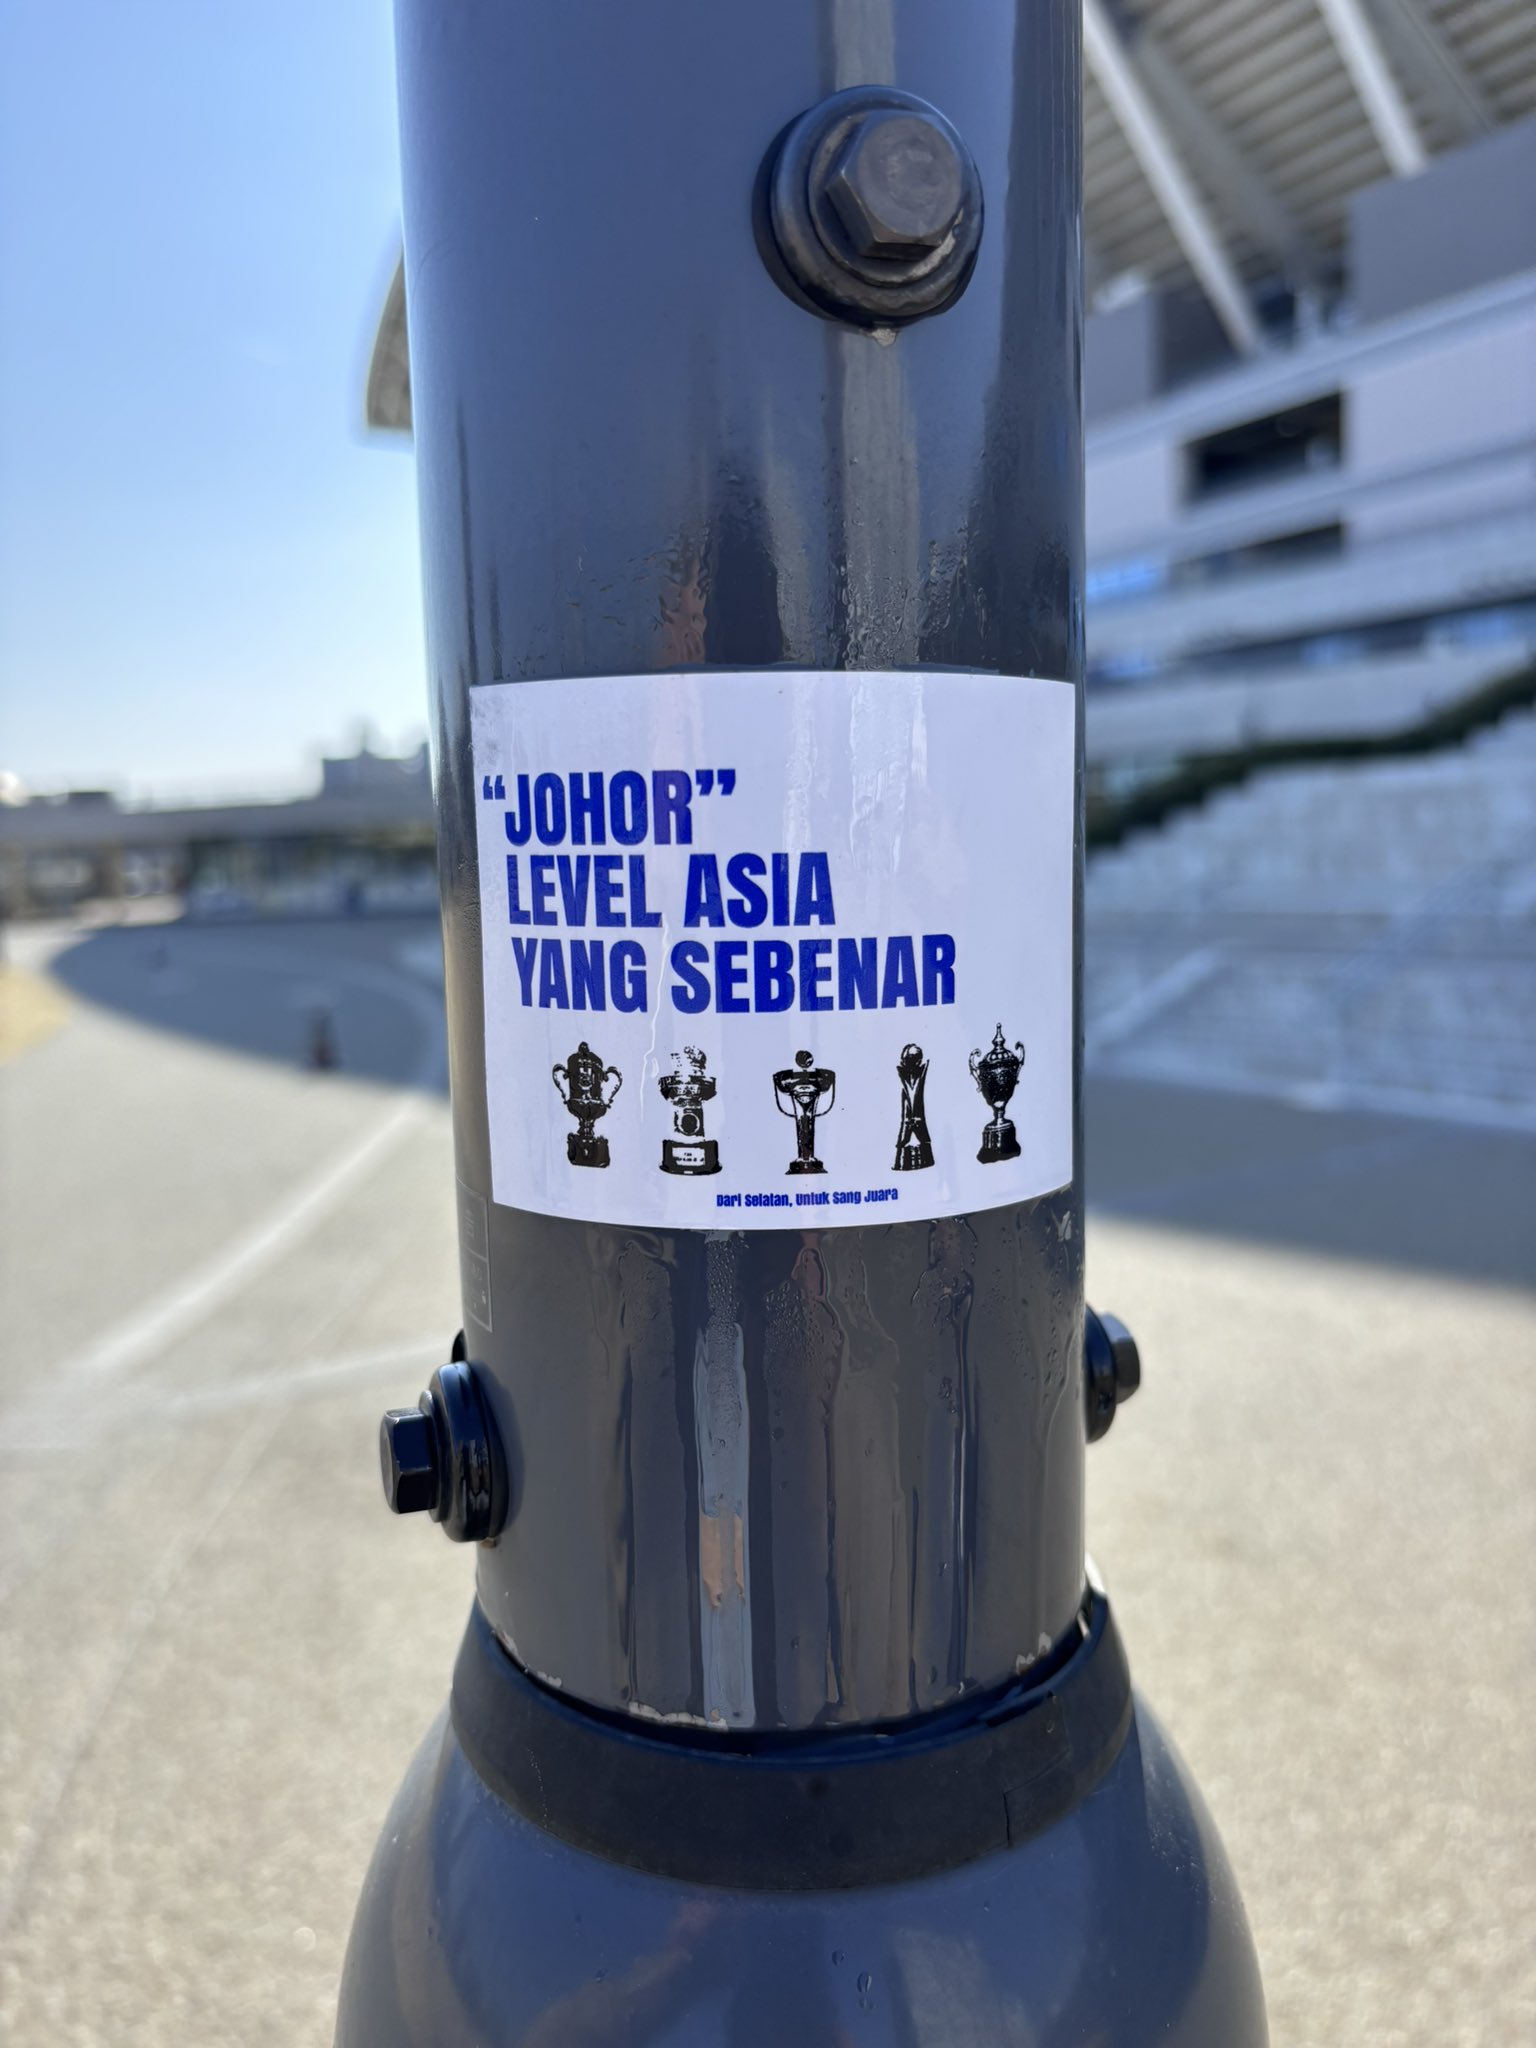 “JOHOR”
LEVEL ASIA
YANG SEBENAR
Dari Selatan, Untuk Sang Juara